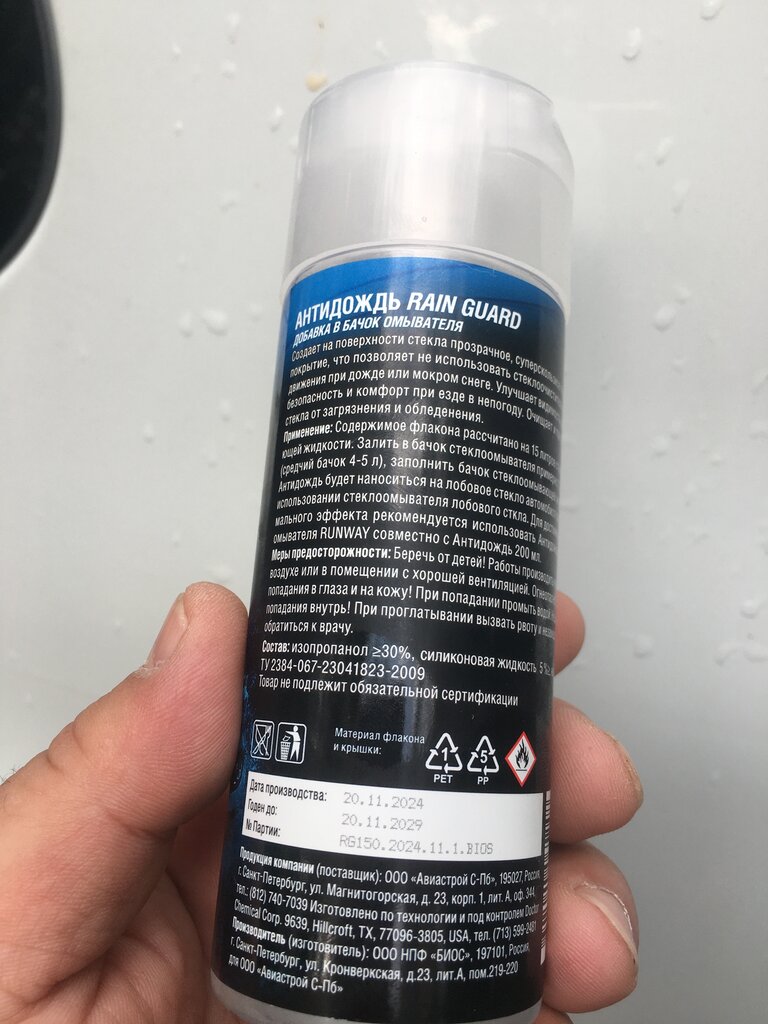 АНТИДОЖДЬ RAIN GUARD
ДОБАВКА В БАЧОК ОМЫВАТЕЛЯ
Создает на поверхности стекла прозрачное,
покрытие, что позволяет не использовать
движения при дожде или мокром снеге. Улучшает
безопасность и комфорт при езде в непогоду. Очищает
стекла от загрязнения и обледенения.
Применение: Содержимое флакона рассчитано на 15 литров
ющей жидкости. Залить в бачок стеклоомывателя
(средний бачок 4-5 л), заполнить бачок
Антидождь будет наноситься на лобовое стекло
использовании стеклоомывателя лобового сткла. Для
мального эффекта рекомендуется использовать
омывателя RUNWAY совместно с Антидождь 200 мл.
Меры предосторожности: Беречь от детей! Работы
воздухе или в помещении с хорошей вентиляцией.
попадания в глаза и на кожу! При попадании промыть водой
попадания внутрь! При проглатывании вызвать рвоту и
обратиться к врачу.
Состав: изопропанол ≥30%, силиконовая жидкость 5%≥
ТУ 2384-067-23041823-2009
Товар не подлежит обязательной сертификации
Материал флакона
и крышки:
1
PET
5
PP
Дата производства: 20.11.2024
Годен до: 20.11.2029
№ Партии: RG150.2024.11.1.BIOS
Продукция компании (поставщик): ООО «Авиастрой С-Пб», 195027, Россия,
г. Санкт-Петербург, ул. Магнитогорская, д. 23, корп. 1, лит.А, оф. 344,
тел.: (812) 740-7039 Изготовлено по технологии и под контролем Doctor
Chemical Corp. 9639, Hillcroft, TX, 77096-3805, USA, тел. (713) 599-2461
Производитель (изготовитель): ООО НПФ «БИОС», 197101, Россия,
г. Санкт-Петербург, ул. Кронверкская, д.23, лит.А, пом.219-220
для ООО «Авиастрой С-Пб»